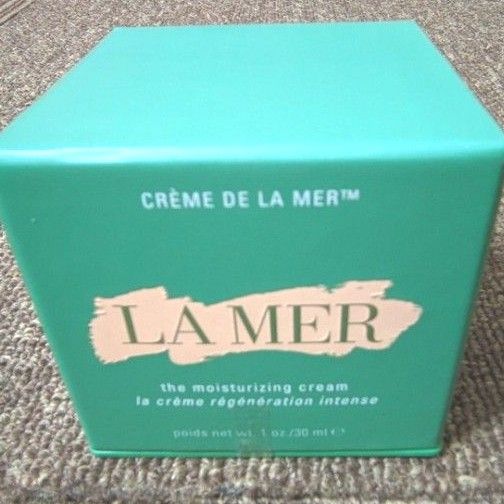 CRÈME DE LA MER™
LA MER
the moisturizing cream
la crème régénération intense
poids net wt. 1 oz./30 ml ℮